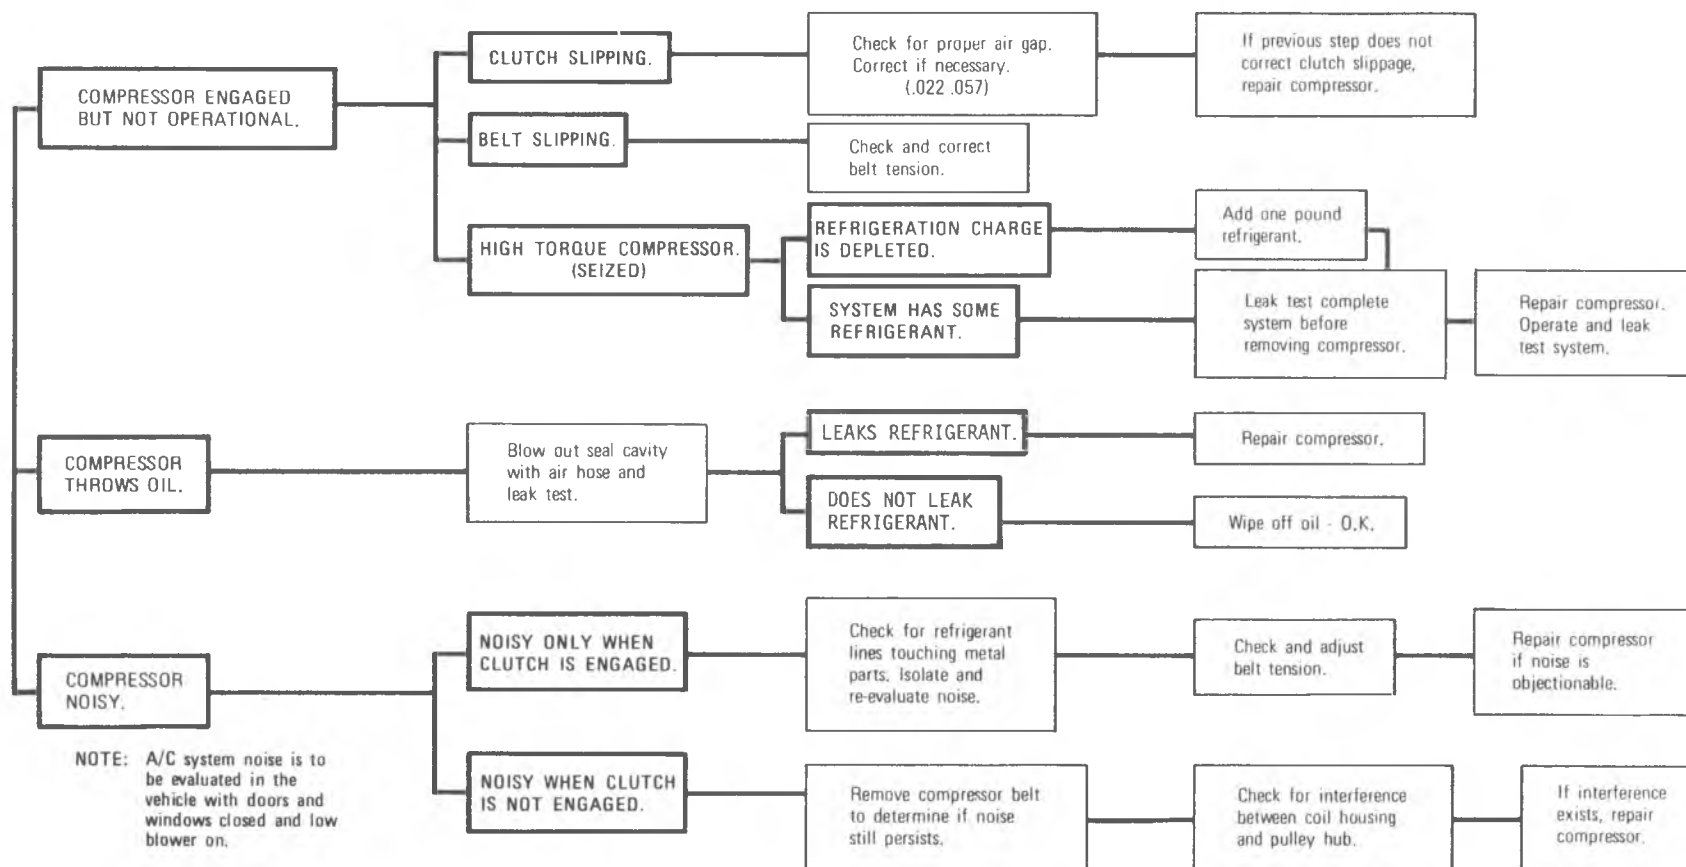 COMPRESSOR ENGAGED
BUT NOT OPERATIONAL.
CLUTCH SLIPPING.
Check for proper air gap.
Correct if necessary.
(.022 .057)
If previous step does not
correct clutch slippage,
repair compressor.
BELT SLIPPING.
Check and correct
belt tension.
HIGH TORQUE COMPRESSOR.
(SEIZED)
REFRIGERATION CHARGE
IS DEPLETED.
Add one pound
refrigerant.
SYSTEM HAS SOME
REFRIGERANT.
Leak test complete
system before
removing compressor.
Repair compressor.
Operate and leak
test system.
COMPRESSOR
THROWS OIL.
Blow out seal cavity
with air hose and
leak test.
LEAKS REFRIGERANT.
Repair compressor.
DOES NOT LEAK
REFRIGERANT.
Wipe off oil - O.K.
COMPRESSOR
NOISY.
NOISY ONLY WHEN
CLUTCH IS ENGAGED.
Check for refrigerant
lines touching metal
parts. Isolate and
re-evaluate noise.
Check and adjust
belt tension.
Repair compressor
if noise is
objectionable.
NOISY WHEN CLUTCH
IS NOT ENGAGED.
Remove compressor belt
to determine if noise
still persists.
Check for interference
between coil housing
and pulley hub.
If interference
exists, repair
compressor.
NOTE: A/C system noise is to
be evaluated in the
vehicle with doors and
windows closed and low
blower on.